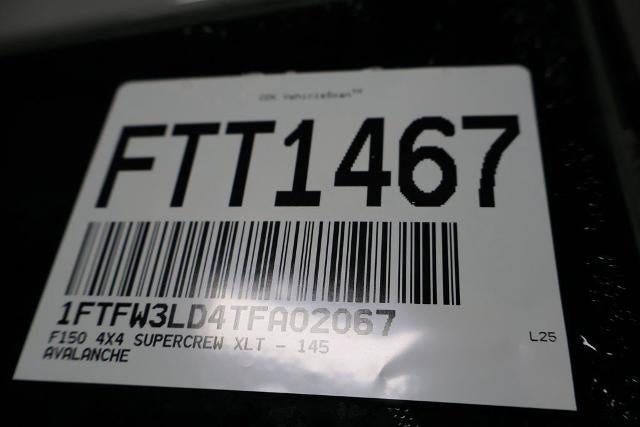 CDK VehicleScan™
FTT1467
1FTFW3LD4TFA02067
F150 4X4 SUPERCREW XLT - 145
AVALANCHE
L25